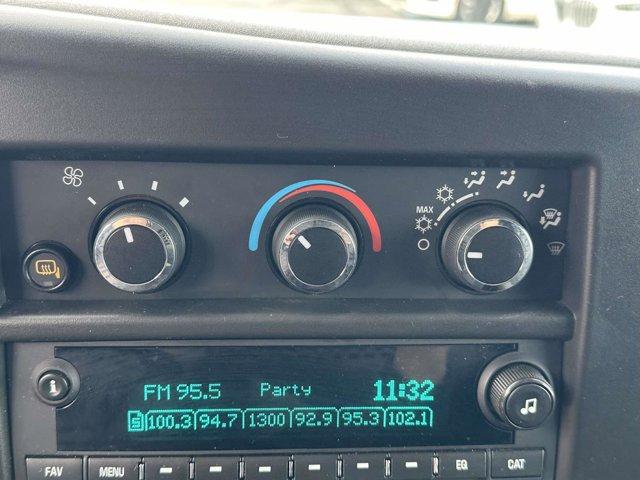 MAX
FM 95.5 Party 11:32
5 100.3 94.7 1300 92.9 95.3 102.1
i
FAV MENU EQ CAT